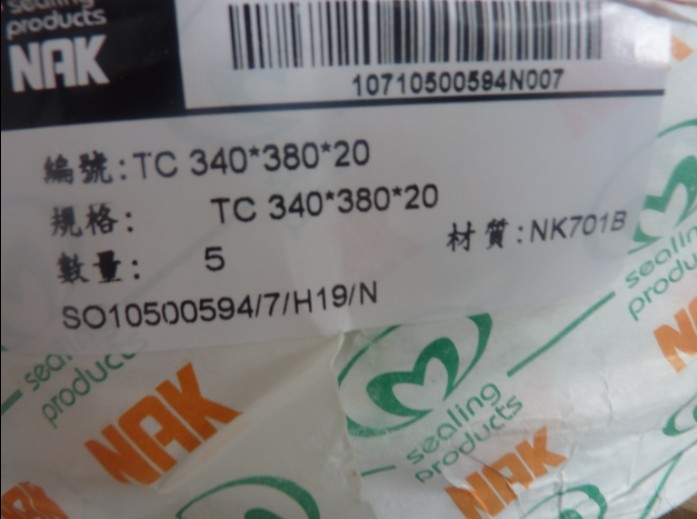 sealing
products
NAK
10710500594N007
編號:TC 340*380*20
規格: TC 340*380*20
數量: 5
材質:NK701B
SO10500594/7/H19/N
sealing
products
NAK
sealing
products
NAK
sealing
products
NAK
NAK